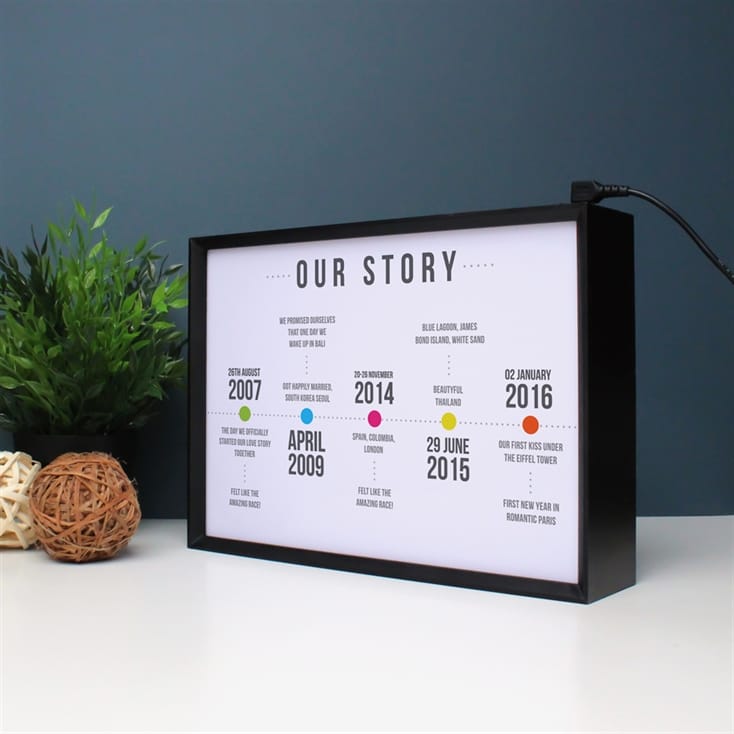 OUR STORY
WE PROMISED OURSELVES
THAT ONE DAY WE
WAKE UP IN BALI
BLUE LAGOON, JAMES
BOND ISLAND, WHITE SAND
26TH AUGUST
2007
GOT HAPPILY MARRIED,
SOUTH KOREA SEOUL
20-26 NOVEMBER
2014
BEAUTYFUL
THAILAND
02 JANUARY
2016
THE DAY WE OFFICIALLY
STARTED OUR LOVE STORY
TOGETHER
FELT LIKE THE
AMAZING RACE!
APRIL
2009
SPAIN, COLOMBIA,
LONDON
FELT LIKE THE
AMAZING RACE!
29 JUNE
2015
OUR FIRST KISS UNDER
THE EIFFEL TOWER
FIRST NEW YEAR IN
ROMANTIC PARIS